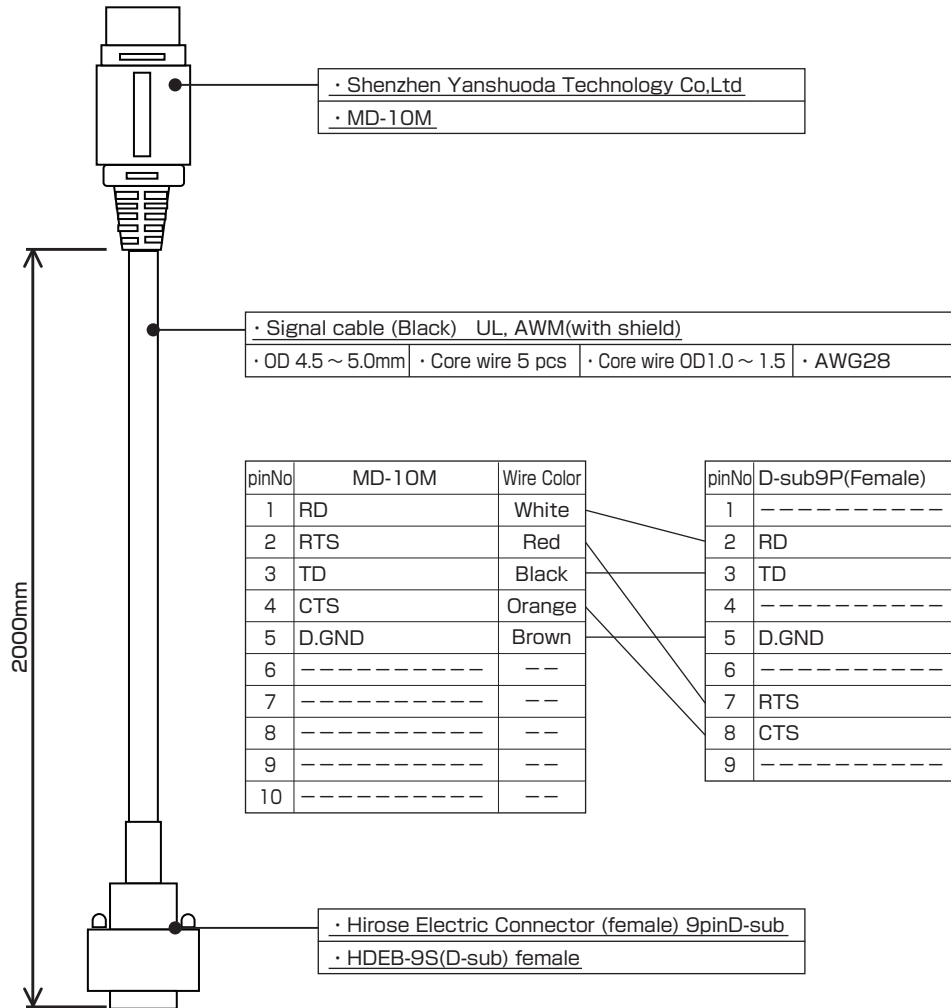 · Shenzhen Yanshuoda Technology Co,Ltd
· MD-10M
· Signal cable (Black) UL, AWM(with shield)
· OD 4.5～5.0mm · Core wire 5 pcs · Core wire OD1.0～1.5 · AWG28
2000mm
pinNo MD-10M Wire Color
1 RD White
2 RTS Red
3 TD Black
4 CTS Orange
5 D.GND Brown
6 ---------- --
7 ---------- --
8 ---------- --
9 ---------- --
10 ---------- --
pinNo D-sub9P(Female)
1 ----------
2 RD
3 TD
4 ----------
5 D.GND
6 ----------
7 RTS
8 CTS
9 ----------
· Hirose Electric Connector (female) 9pinD-sub
· HDEB-9S(D-sub) female